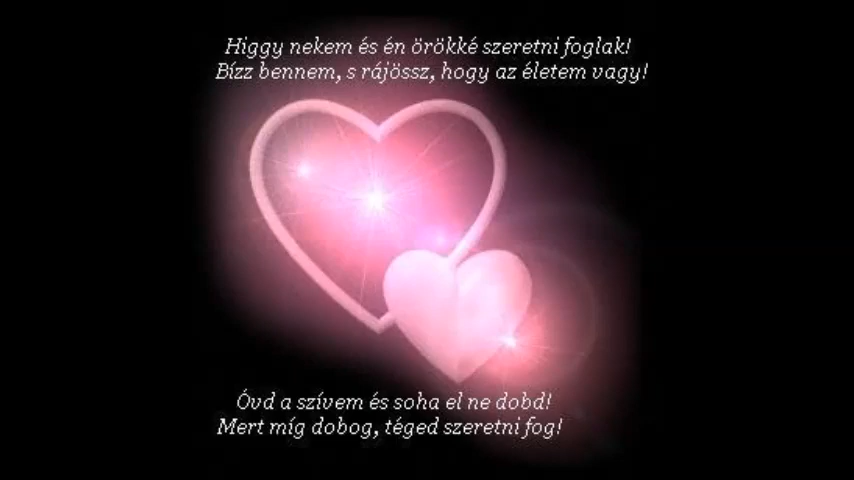 Higgy nekem és én örökké szeretni foglak!
Bízz bennem, s rájössz, hogy az életem vagy!
Óvd a szívem és soha el ne dobd!
Mert míg dobog, téged szeretni fog!